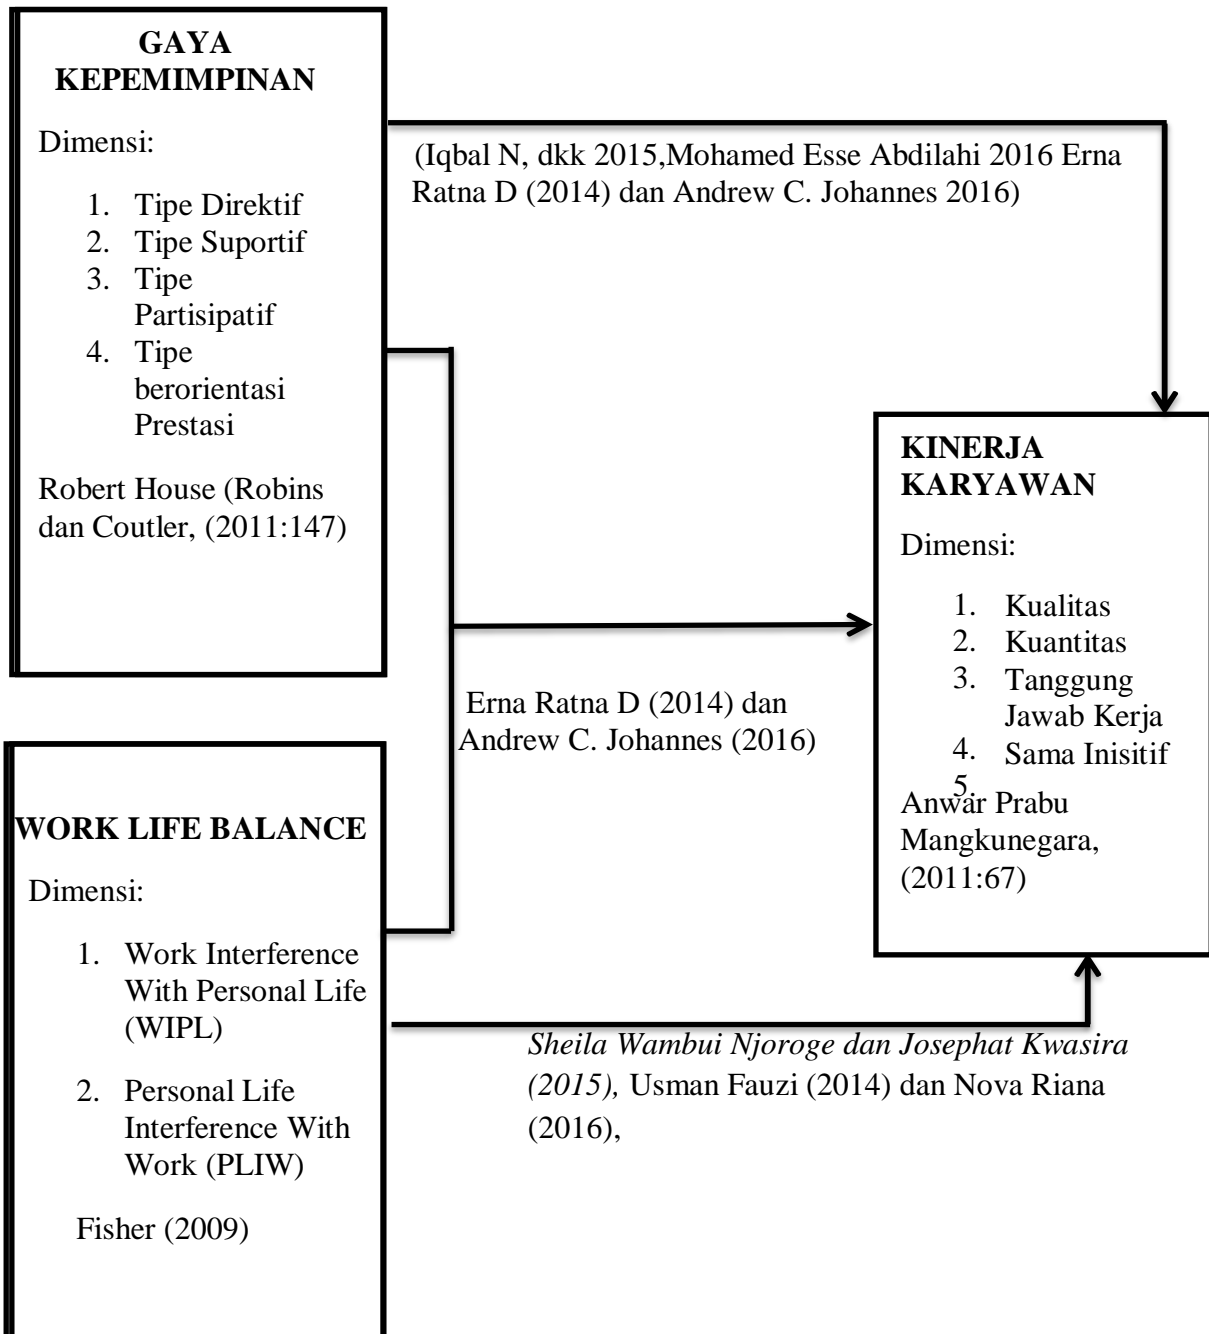 GAYA
KEPEMIMPINAN
Dimensi:
1. Tipe Direktif
2. Tipe Suportif
3. Tipe
Partisipatif
4. Tipe
berorientasi
Prestasi
Robert House (Robins
dan Coutler, (2011:147)
(Iqbal N, dkk 2015,Mohamed Esse Abdilahi 2016 Erna
Ratna D (2014) dan Andrew C. Johannes 2016)
Erna Ratna D (2014) dan
Andrew C. Johannes (2016)
KINERJA
KARYAWAN
Dimensi:
1. Kualitas
2. Kuantitas
3. Tanggung
Jawab Kerja
4. Sama Inisitif
5.
Anwar Prabu
Mangkunegara,
(2011:67)
WORK LIFE BALANCE
Dimensi:
1. Work Interference
With Personal Life
(WIPL)
2. Personal Life
Interference With
Work (PLIW)
Fisher (2009)
Sheila Wambui Njoroge dan Josephat Kwasira
(2015), Usman Fauzi (2014) dan Nova Riana
(2016),